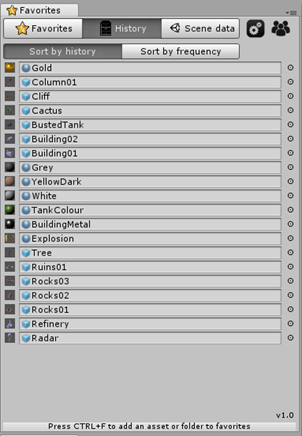 Favorites
Favorites History Scene data
Sort by history Sort by frequency
Gold
Column01
Cliff
Cactus
BustedTank
Building02
Building01
Grey
YellowDark
White
TankColour
BuildingMetal
Explosion
Tree
Ruins01
Rocks03
Rocks02
Rocks01
Refinery
Radar
v1.0
Press CTRL+F to add an asset or folder to favorites